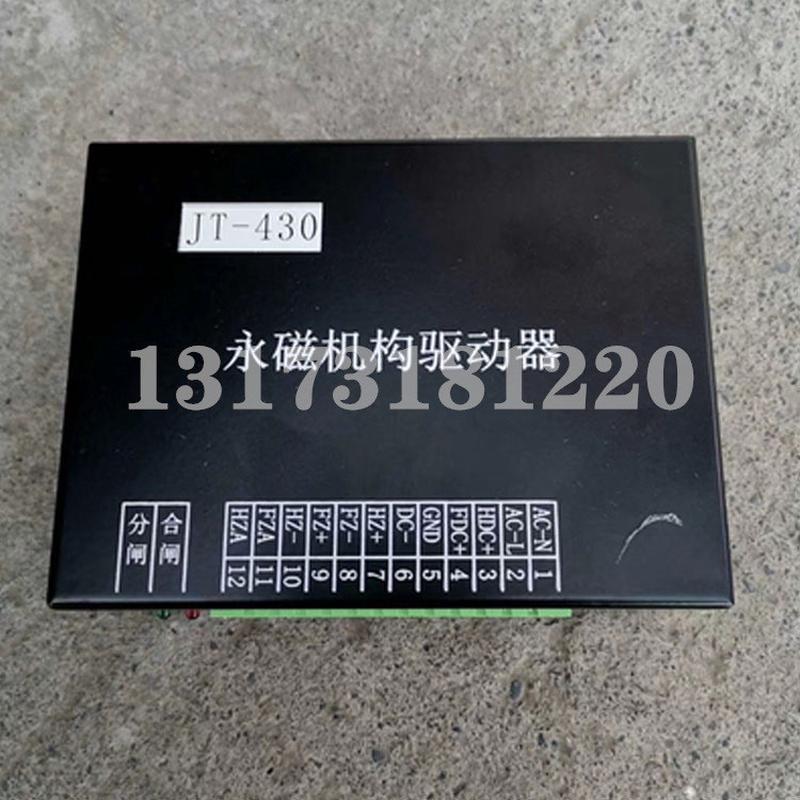 JT-430
永磁机构驱动器
13173181220
分闸
合闸
HZA 12
FZA 11
HZ- 10
FZ+ 9
FZ- 8
HZ+ 7
DC- 6
GND 5
FDC+ 4
HDC+ 3
AC-L 2
AC-N 1